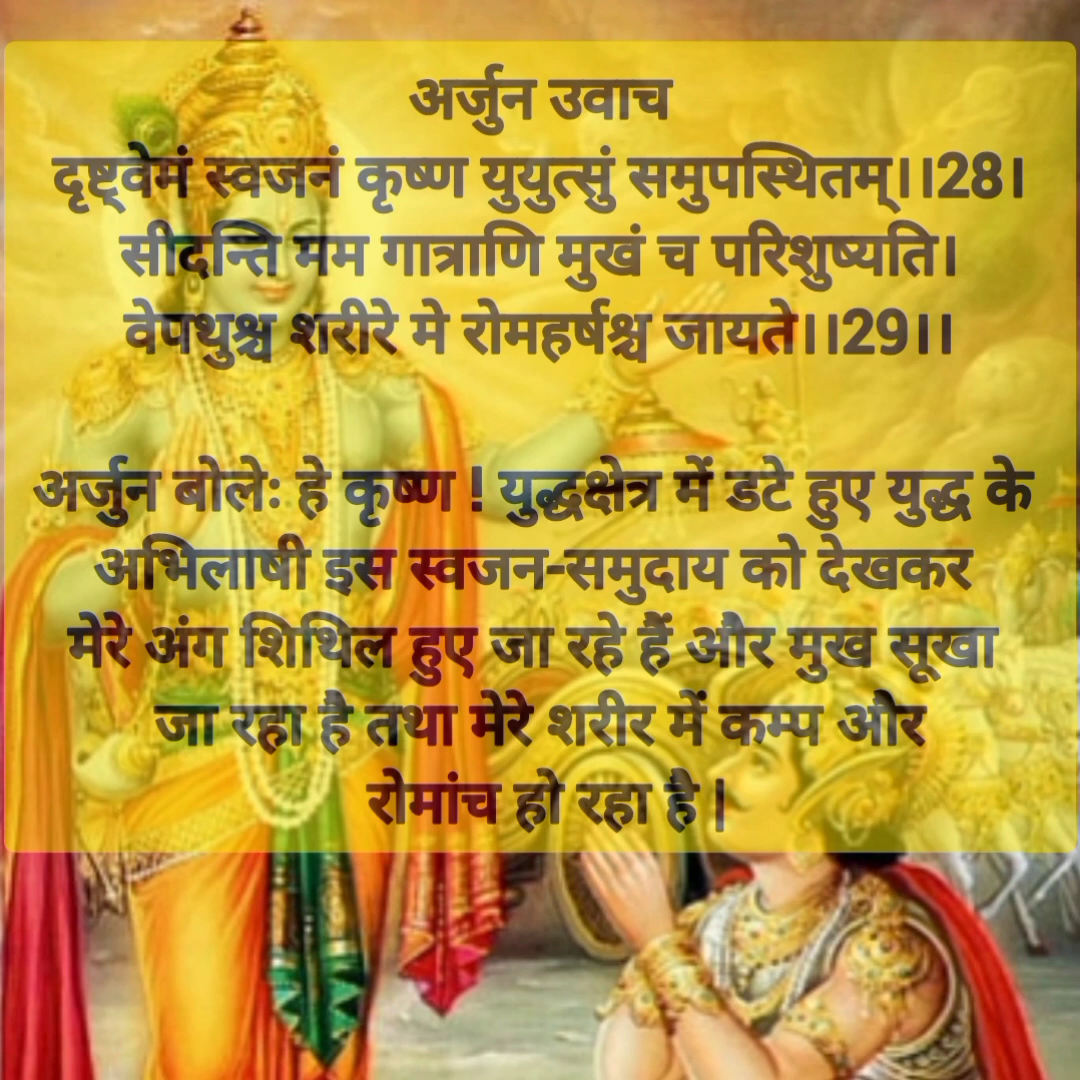 अर्जुन उवाच
दृष्ट्वेमं स्वजनं कृष्ण युयुत्सुं समुपस्थितम्।।28।
सीदन्ति मम गात्राणि मुखं च परिशुष्यति।
वेपथुश्च शरीरे मे रोमहर्षश्च जायते।।29।।
अर्जुन बोलेः हे कृष्ण ! युद्धक्षेत्र में डटे हुए युद्ध के
अभिलाषी इस स्वजन-समुदाय को देखकर
मेरे अंग शिथिल हुए जा रहे हैं और मुख सूखा
जा रहा है तथा मेरे शरीर में कम्प और
रोमांच हो रहा है |